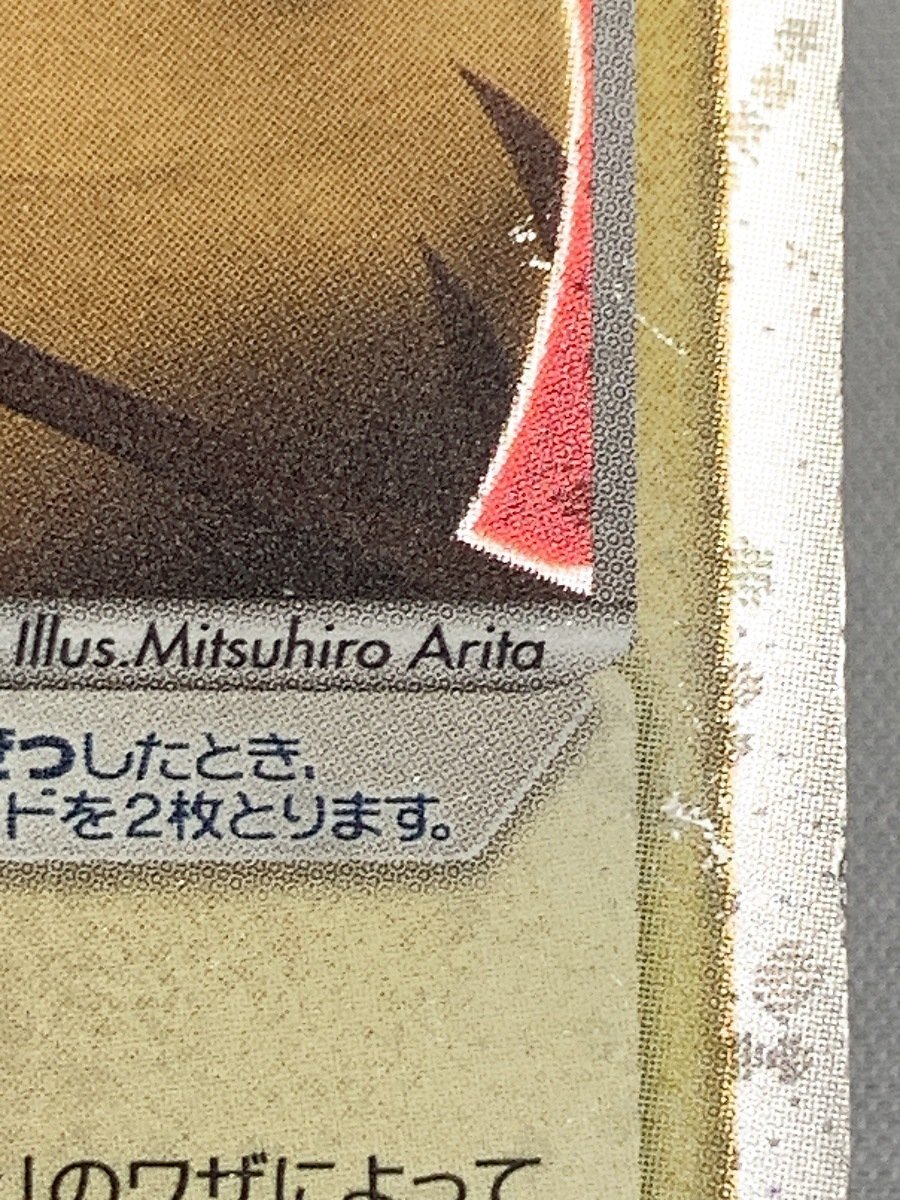 Illus.Mitsuhiro Arita
きつしたとき、
ドを2枚とります。
のワザによって